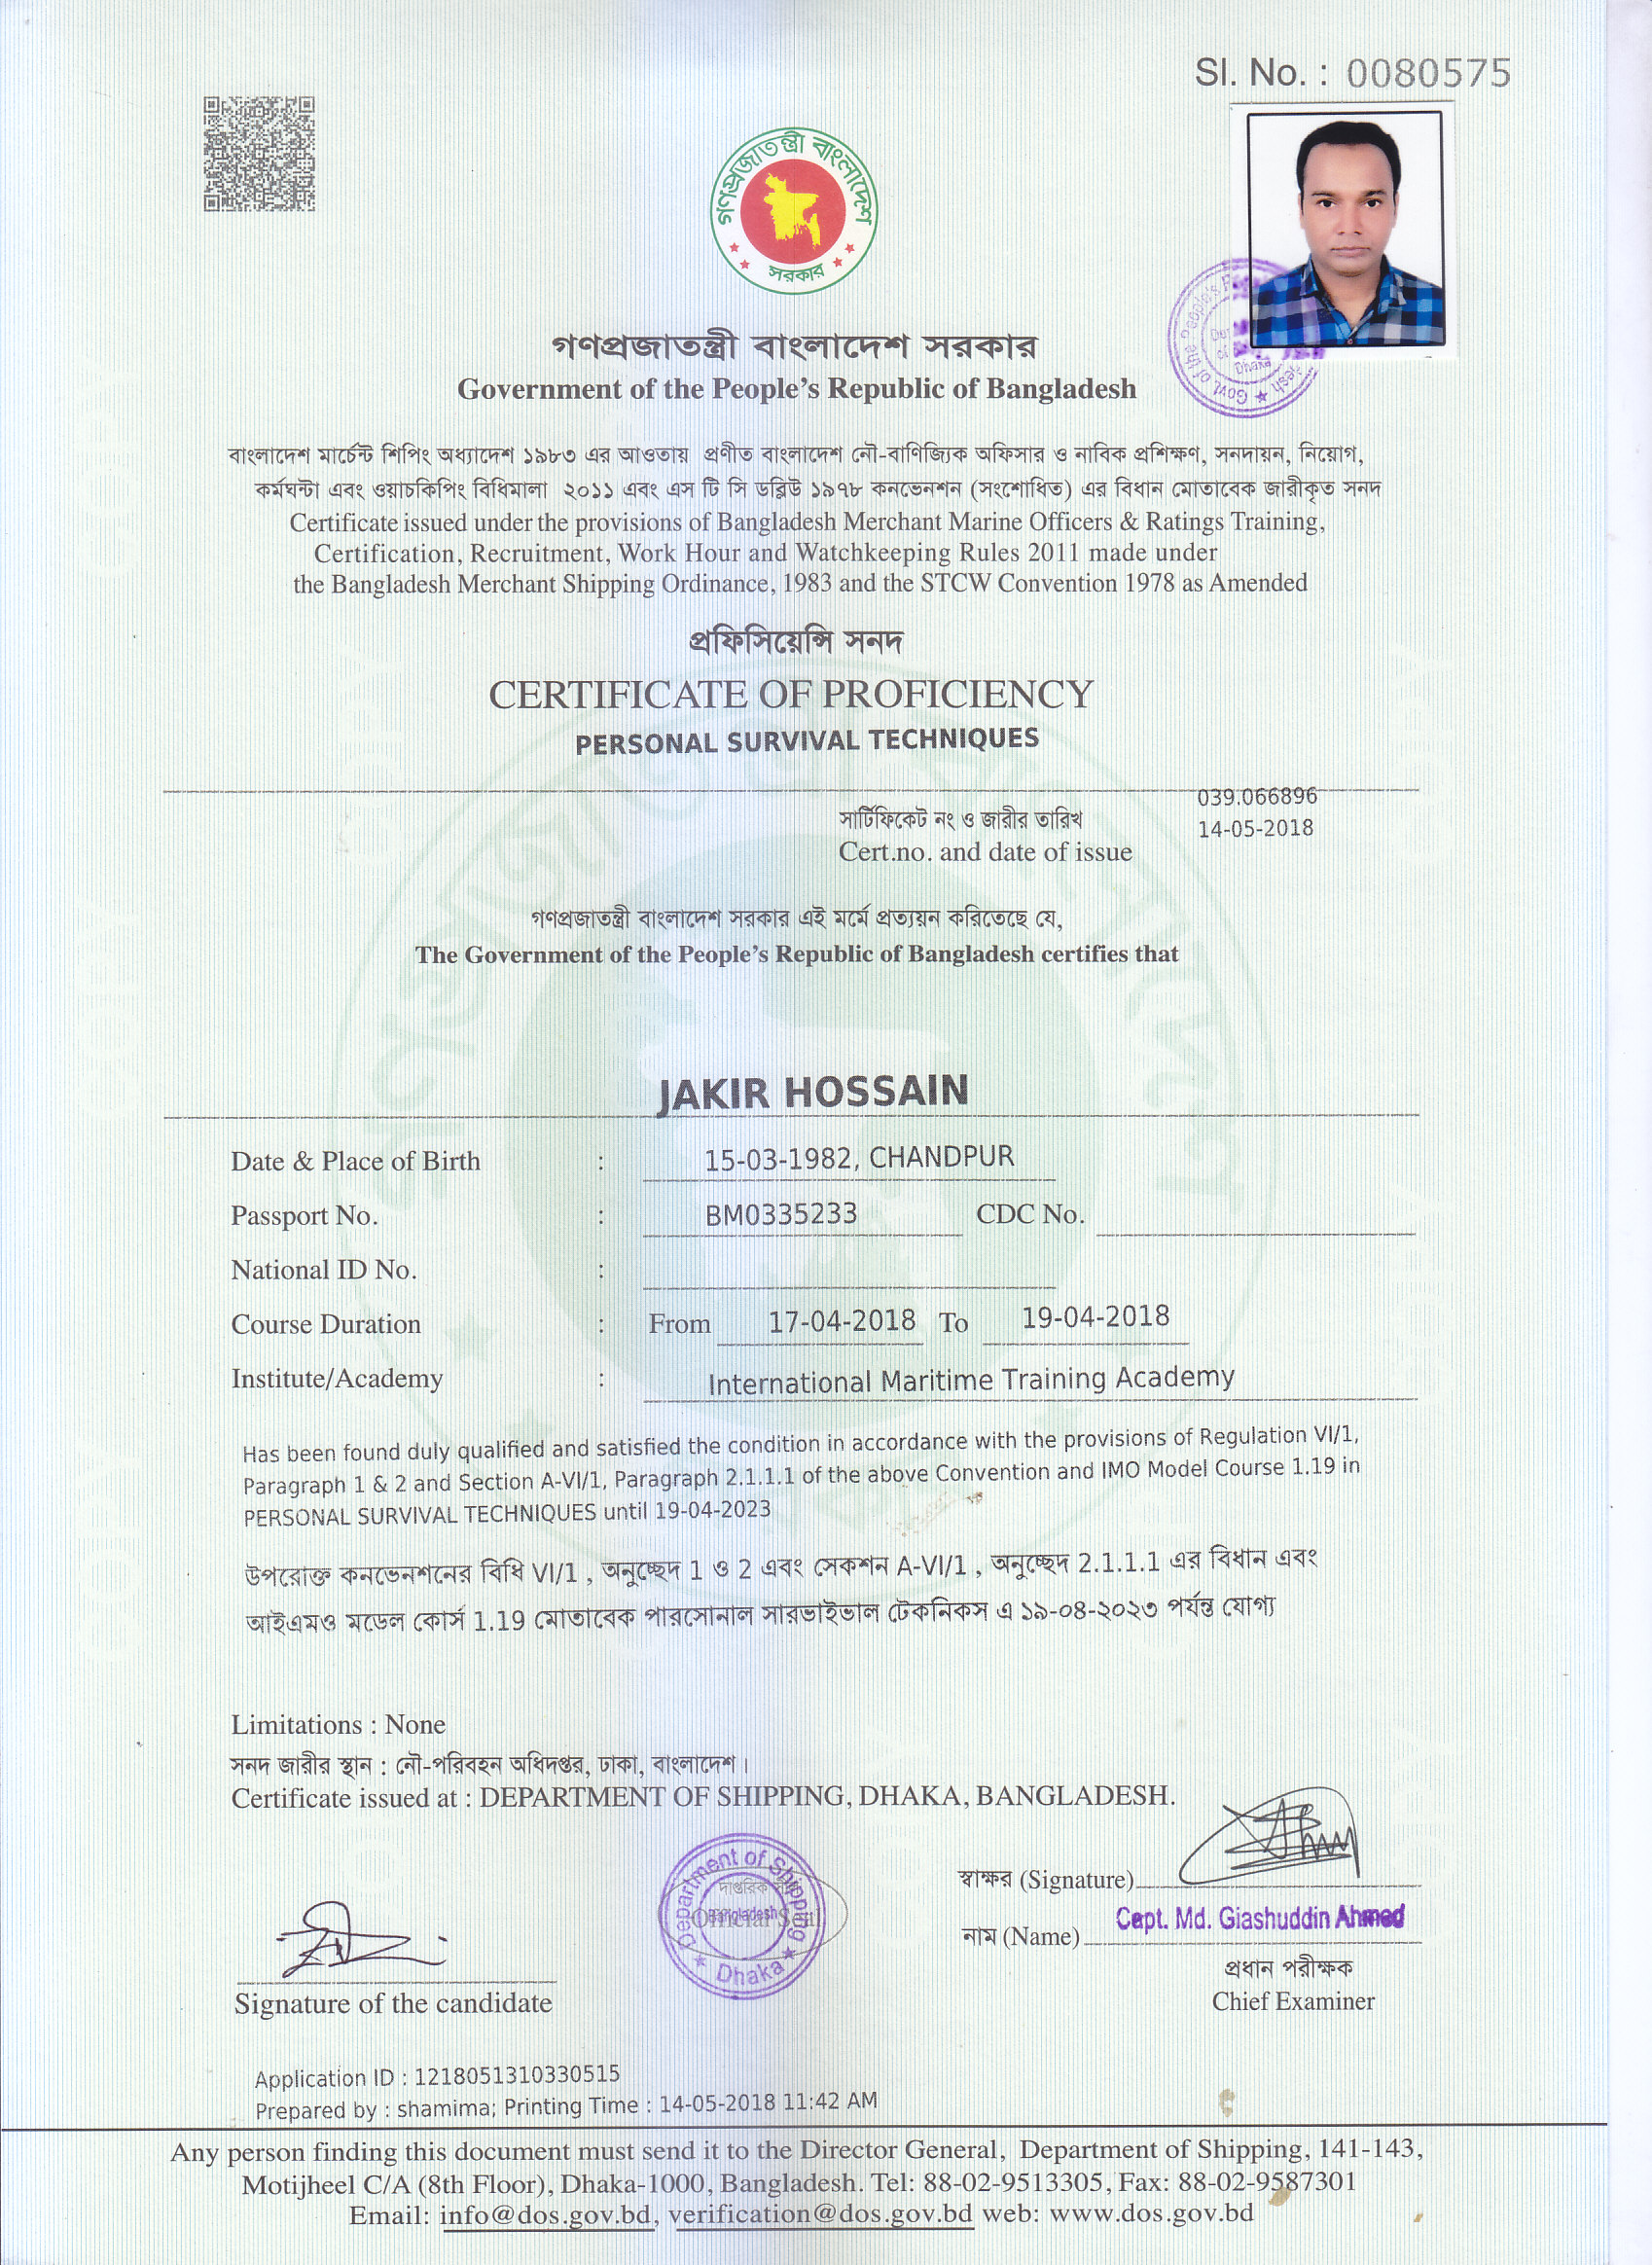 Sl. No. : 0080575
গণপ্রজাতন্ত্রী বাংলাদেশ
সরকার
গণপ্রজাতন্ত্রী বাংলাদেশ সরকার
Government of the People's Republic of Bangladesh
বাংলাদেশ মার্চেন্ট শিপিং অধ্যাদেশ ১৯৮৩ এর আওতায় প্রণীত বাংলাদেশ নৌ-বাণিজ্যিক অফিসার ও নাবিক প্রশিক্ষণ, সনদায়ন, নিয়োগ,
কর্মঘন্টা এবং ওয়াচকিপিং বিধিমালা ২০১১ এবং এস টি সি ডব্লিউ ১৯৭৮ কনভেনশন (সংশোধিত) এর বিধান মোতাবেক জারীকৃত সনদ
Certificate issued under the provisions of Bangladesh Merchant Marine Officers & Ratings Training,
Certification, Recruitment, Work Hour and Watchkeeping Rules 2011 made under
the Bangladesh Merchant Shipping Ordinance, 1983 and the STCW Convention 1978 as Amended
প্রফিসিয়েন্সি সনদ
CERTIFICATE OF PROFICIENCY
PERSONAL SURVIVAL TECHNIQUES
039.066896
সার্টিফিকেট নং ও জারীর তারিখ
14-05-2018
Cert.no. and date of issue
গণপ্রজাতন্ত্রী বাংলাদেশ সরকার এই মর্মে প্রত্যয়ন করিতেছে যে,
The Government of the People's Republic of Bangladesh certifies that
JAKIR HOSSAIN
Date & Place of Birth : 15-03-1982, CHANDPUR
Passport No. : BM0335233 CDC No.
National ID No. :
Course Duration : From 17-04-2018 To 19-04-2018
Institute/Academy : International Maritime Training Academy
Has been found duly qualified and satisfied the condition in accordance with the provisions of Regulation VI/1,
Paragraph 1 & 2 and Section A-VI/1, Paragraph 2.1.1.1 of the above Convention and IMO Model Course 1.19 in
PERSONAL SURVIVAL TECHNIQUES until 19-04-2023
উপরোক্ত কনভেনশনের বিধি VI/1 , অনুচ্ছেদ 1 ও 2 এবং সেকশন A-VI/1 , অনুচ্ছেদ 2.1.1.1 এর বিধান এবং
আইএমও মডেল কোর্স 1.19 মোতাবেক পারসোনাল সারভাইভাল টেকনিকস এ ১৯-০৪-২০২৩ পর্যন্ত যোগ্য
Limitations : None
সনদ জারীর স্থান : নৌ-পরিবহন অধিদপ্তর, ঢাকা, বাংলাদেশ।
Certificate issued at : DEPARTMENT OF SHIPPING, DHAKA, BANGLADESH.
Department of Shipping
দাপ্তরিক
Official Seal
Bangladesh
Dhaka
স্বাক্ষর (Signature)
নাম (Name) Capt. Md. Giashuddin Ahmed
প্রধান পরীক্ষক
Chief Examiner
Signature of the candidate
Application ID : 1218051310330515
Prepared by : shamima; Printing Time : 14-05-2018 11:42 AM
Any person finding this document must send it to the Director General, Department of Shipping, 141-143,
Motijheel C/A (8th Floor), Dhaka-1000, Bangladesh. Tel: 88-02-9513305, Fax: 88-02-9587301
Email: info@dos.gov.bd, verification@dos.gov.bd web: www.dos.gov.bd